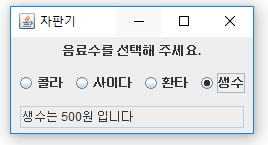 자판기
음료수를 선택해 주세요.
콜라 사이다 환타 생수
생수는 500원 입니다